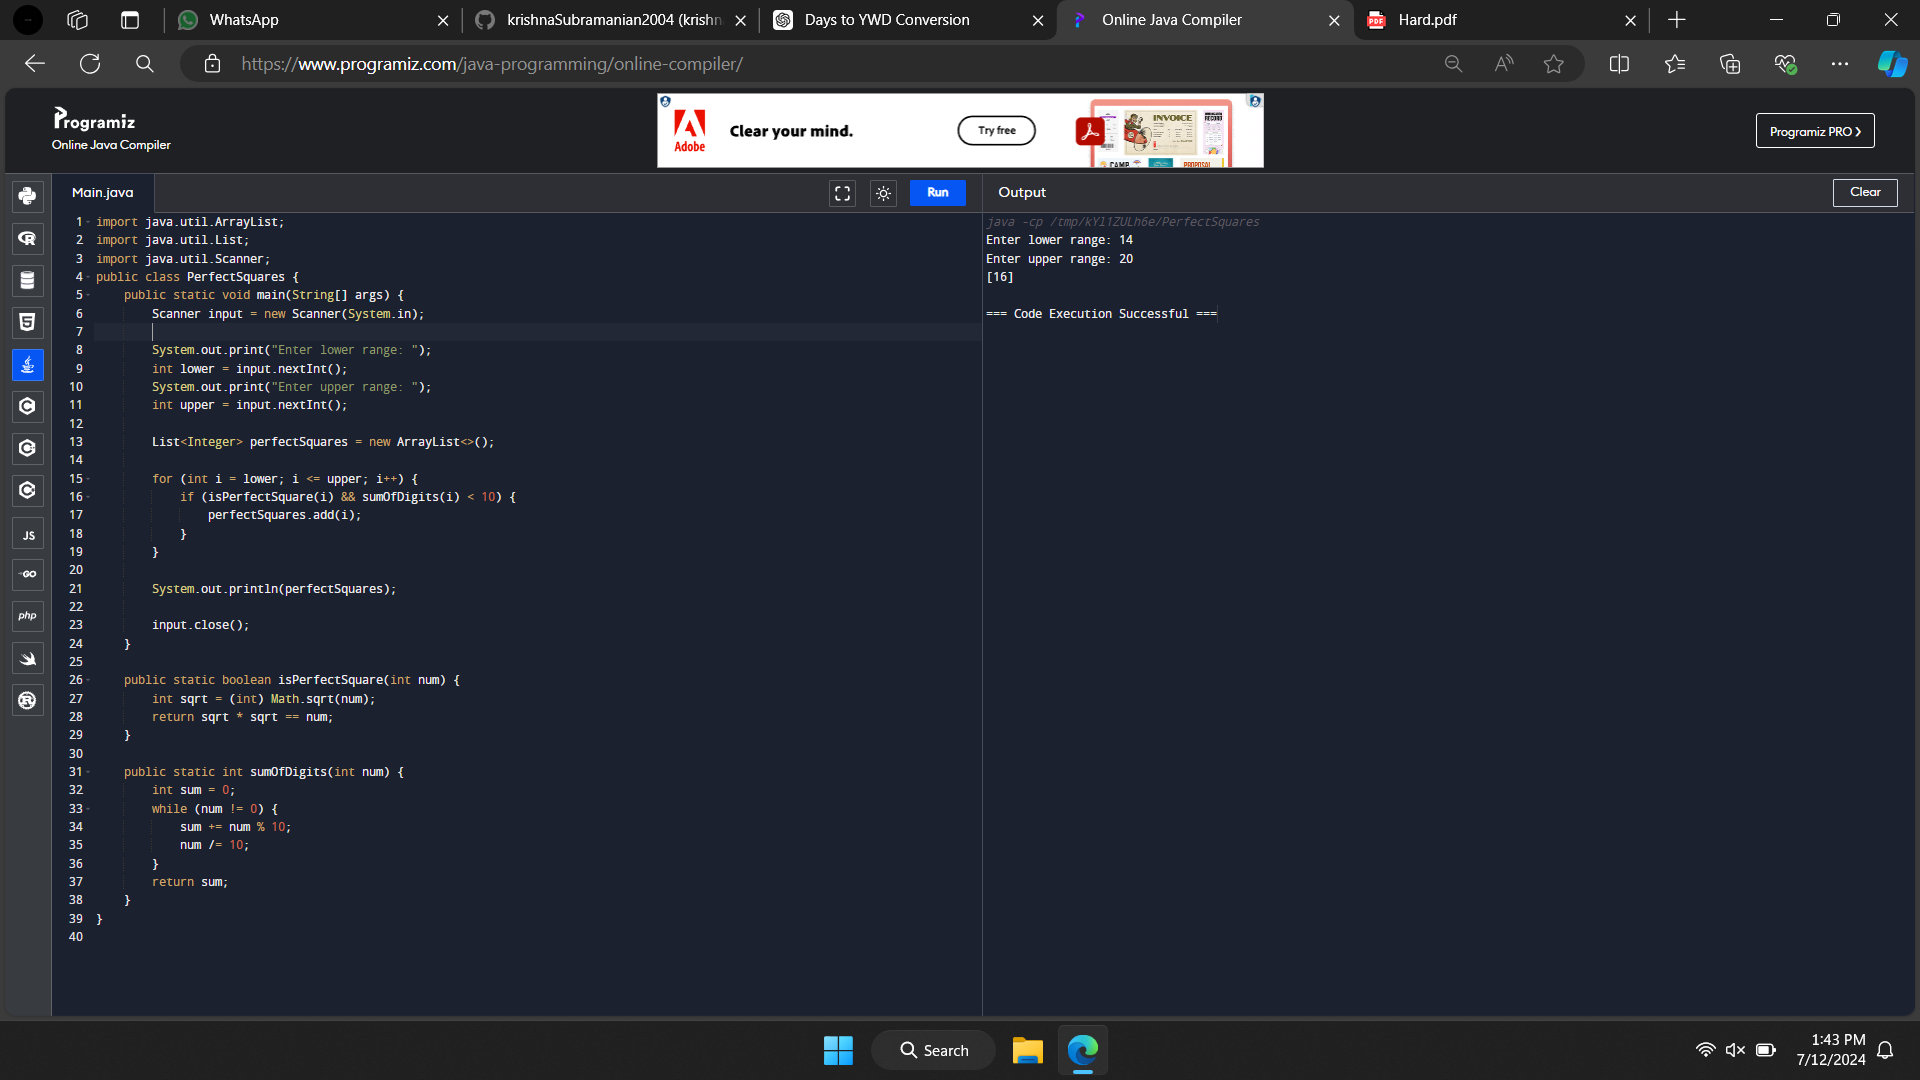 WhatsApp
krishnaSubramanian2004 (krishn
Days to YWD Conversion
Online Java Compiler
PDF
Hard.pdf
https://www.programiz.com/java-programming/online-compiler/
Programiz
Online Java Compiler
Adobe
Clear your mind.
Try free
INVOICE
CAMP
PROPOSAL
Programiz PRO
Main.java
Run
Output
Clear
1 import java.util.ArrayList;
2 import java.util.List;
3 import java.util.Scanner;
4 public class PerfectSquares {
5 public static void main(String[] args) {
6 Scanner input = new Scanner(System.in);
7
8 System.out.print("Enter lower range: ");
9 int lower = input.nextInt();
10 System.out.print("Enter upper range: ");
11 int upper = input.nextInt();
12
13 List<Integer> perfectSquares = new ArrayList<>();
14
15 for (int i = lower; i <= upper; i++) {
16 if (isPerfectSquare(i) && sumOfDigits(i) < 10) {
17 perfectSquares.add(i);
18 }
19 }
20
21 System.out.println(perfectSquares);
22
23 input.close();
24 }
25
26 public static boolean isPerfectSquare(int num) {
27 int sqrt = (int) Math.sqrt(num);
28 return sqrt * sqrt == num;
29 }
30
31 public static int sumOfDigits(int num) {
32 int sum = 0;
33 while (num != 0) {
34 sum += num % 10;
35 num /= 10;
36 }
37 return sum;
38 }
39 }
40
java -cp /tmp/kYl1ZULh6e/PerfectSquares
Enter lower range: 14
Enter upper range: 20
[16]
=== Code Execution Successful ===
JS
GO
php
Search
1:43 PM
7/12/2024